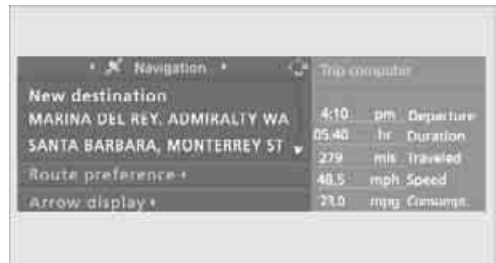 Navigation
New destination
MARINA DEL REY, ADMIRALTY WA
SANTA BARBARA, MONTERREY ST
Route preference
Arrow display
Trip computer
4:10 pm Departure
05.40 hr Duration
279 mls Traveled
48.5 mph Speed
23.0 mpg Consumpt.